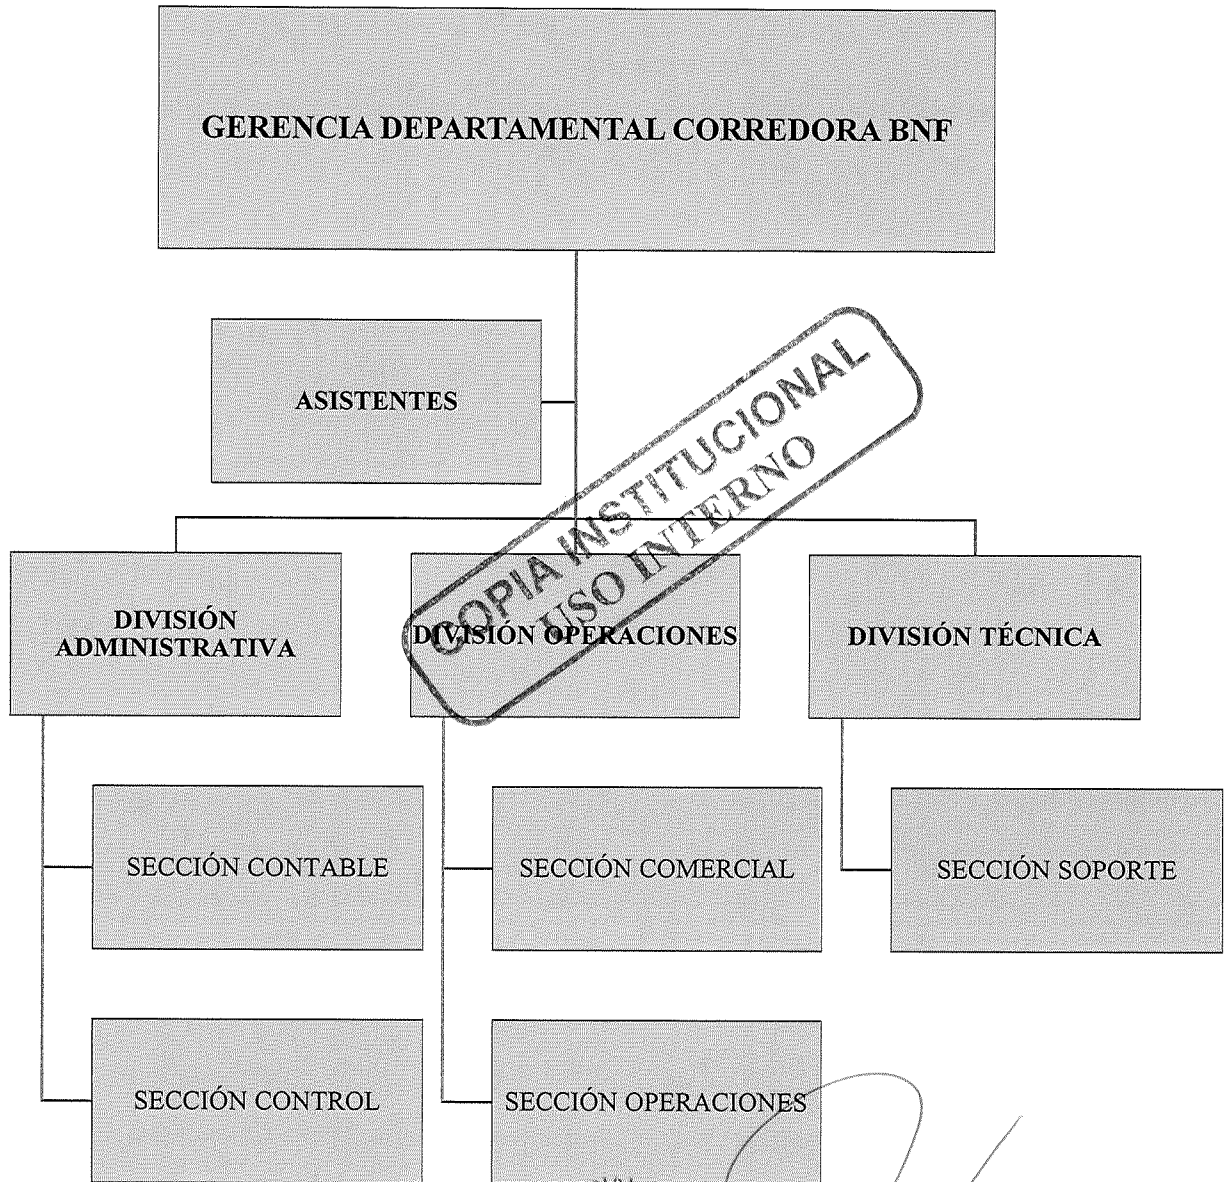 GERENCIA DEPARTAMENTAL CORREDORA BNF
ASISTENTES
COPIA INSTITUCIONAL
USO INTERNO
DIVISIÓN
ADMINISTRATIVA
DIVISIÓN OPERACIONES
DIVISIÓN TÉCNICA
SECCIÓN CONTABLE
SECCIÓN COMERCIAL
SECCIÓN SOPORTE
SECCIÓN CONTROL
SECCIÓN OPERACIONES